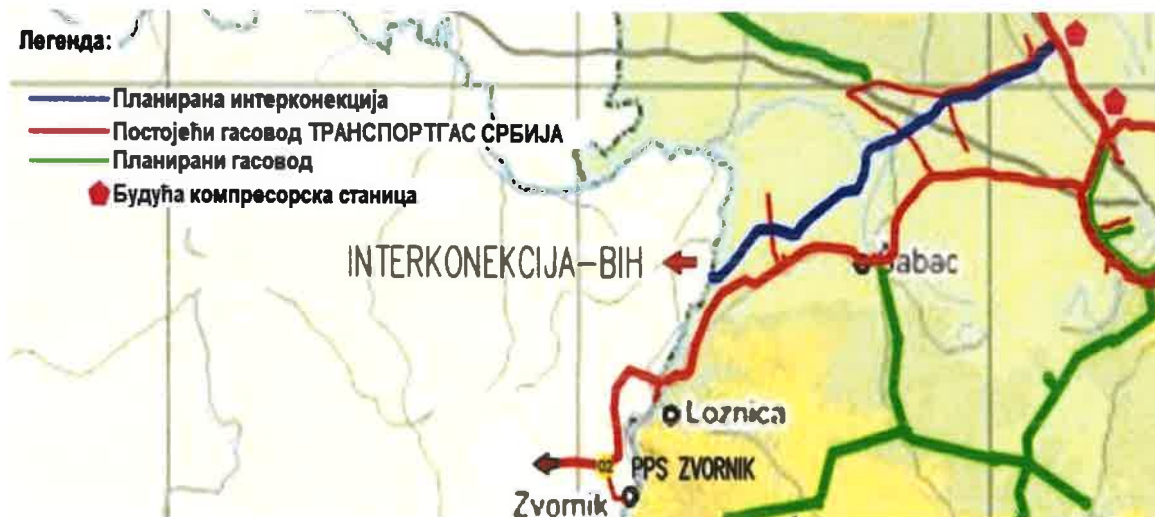 Легенда:
Планирана интерконекција
Постојећи гасовод ТРАНСПОРТГАС СРБИЈА
Планирани гасовод
Будућа компресорска станица
INTERKONEKCIJA-BIH
Šabac
Loznica
02
PPS ZVORNIK
Zvornik